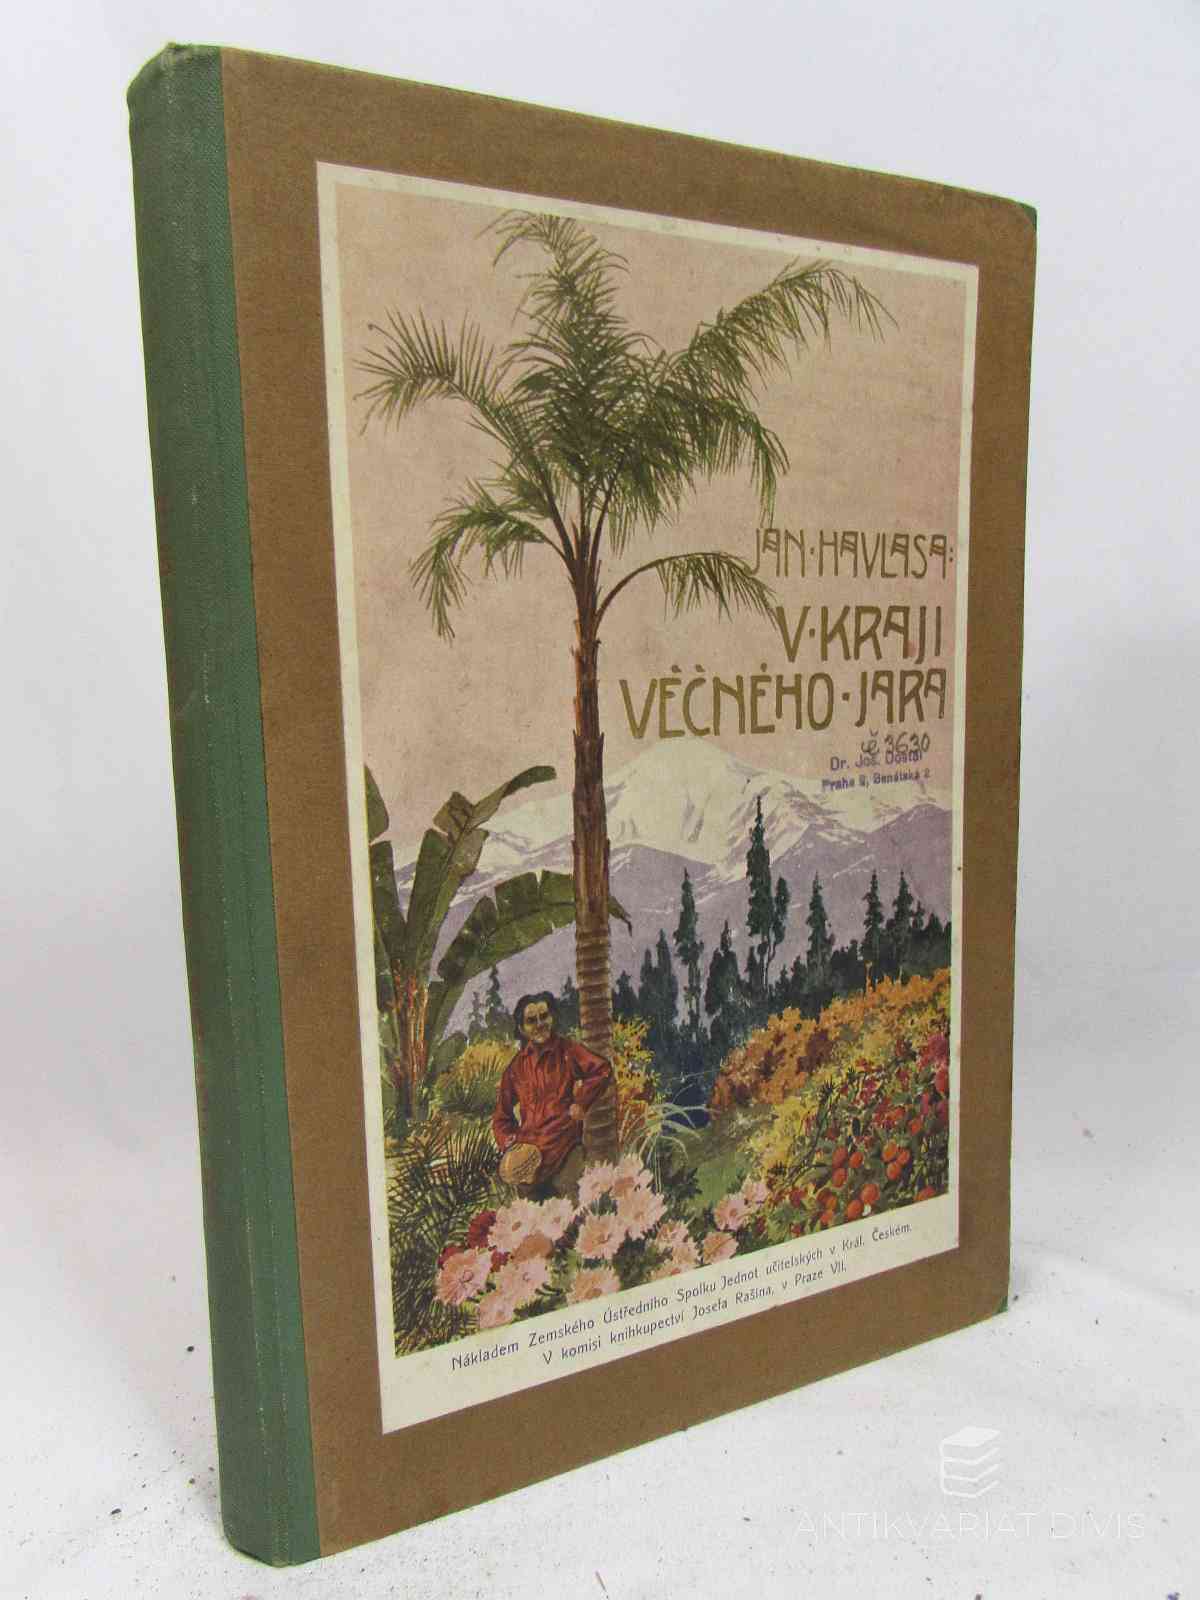 JAN·HAVLASA:
V·KRAJI
VĚČNÉHO·JARA
č 3630
Dr. Jos. Dostál
Praha 2, Benátská 2
Nákladem Zemského Ústředního Spolku Jednot učitelských v Král. Českém.
V komisi knihkupectví Josefa Rašína, v Praze VII.
ANTIKVARIAT DIVIS